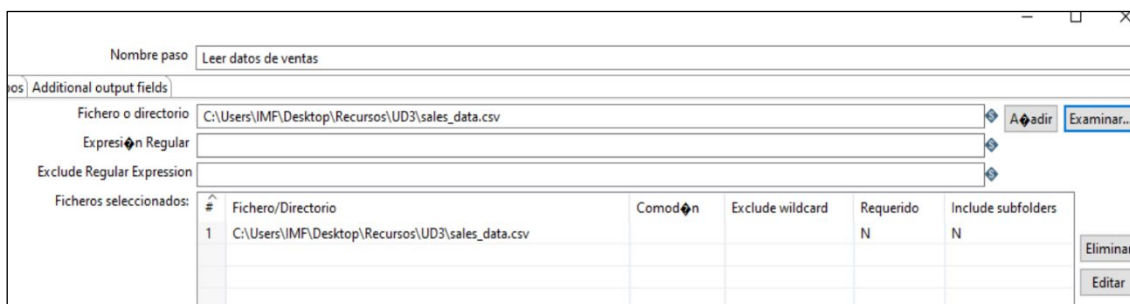 Nombre paso Leer datos de ventas
pos Additional output fields
Fichero o directorio C:\Users\IMF\Desktop\Recursos\UD3\sales_data.csv A�adir Examinar...
Expresi�n Regular
Exclude Regular Expression
Ficheros seleccionados: # Fichero/Directorio Comod�n Exclude wildcard Requerido Include subfolders
1 C:\Users\IMF\Desktop\Recursos\UD3\sales_data.csv N N
Eliminar
Editar